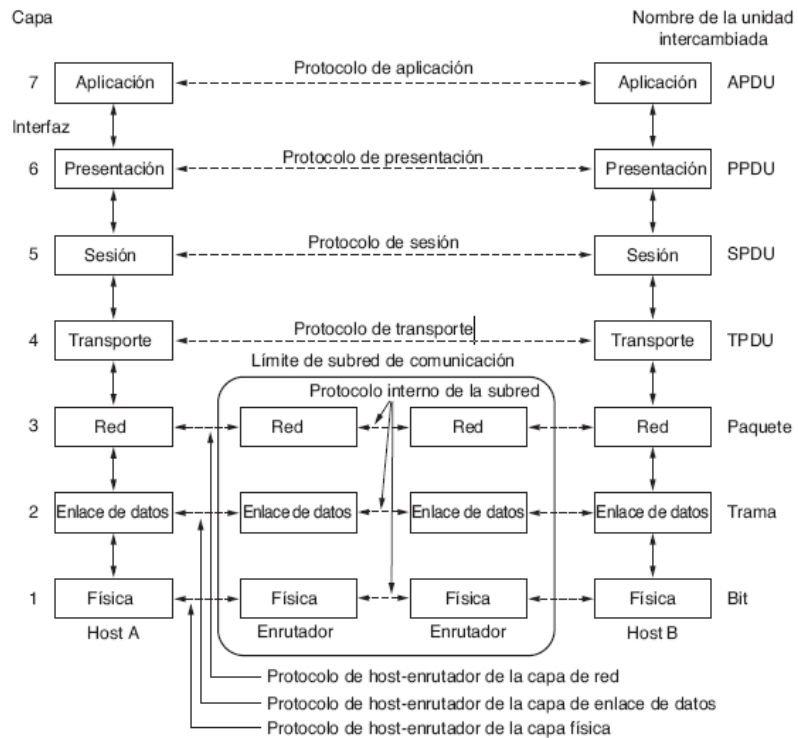 Capa
Nombre de la unidad
intercambiada
7 Aplicación Protocolo de aplicación Aplicación APDU
Interfaz
6 Presentación Protocolo de presentación Presentación PPDU
5 Sesión Protocolo de sesión Sesión SPDU
4 Transporte Protocolo de transporte Transporte TPDU
Límite de subred de comunicación
Protocolo interno de la subred
3 Red Red Red Red Paquete
2 Enlace de datos Enlace de datos Enlace de datos Enlace de datos Trama
1 Física Física Física Física Bit
Host A Enrutador Enrutador Host B
Protocolo de host-enrutador de la capa de red
Protocolo de host-enrutador de la capa de enlace de datos
Protocolo de host-enrutador de la capa física